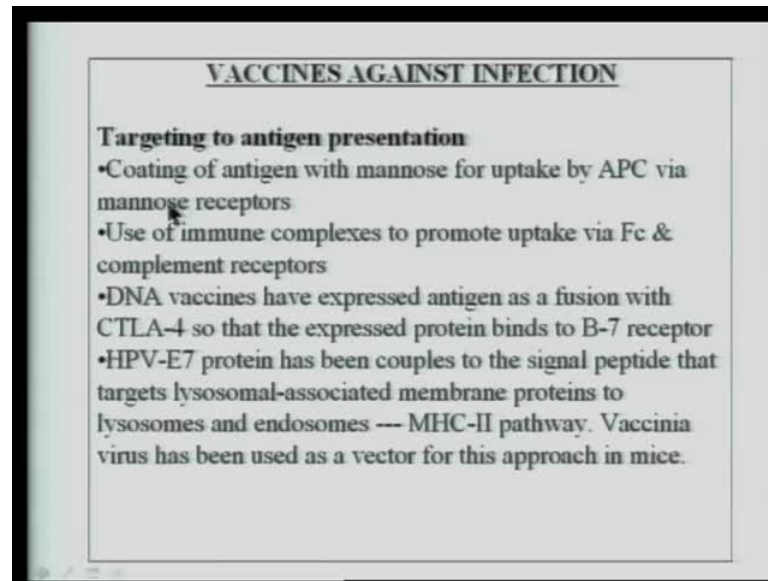 VACCINES AGAINST INFECTION
Targeting to antigen presentation
•Coating of antigen with mannose for uptake by APC via
mannose receptors
•Use of immune complexes to promote uptake via Fc &
complement receptors
•DNA vaccines have expressed antigen as a fusion with
CTLA-4 so that the expressed protein binds to B-7 receptor
•HPV-E7 protein has been couples to the signal peptide that
targets lysosomal-associated membrane proteins to
lysosomes and endosomes --- MHC-II pathway. Vaccinia
virus has been used as a vector for this approach in mice.